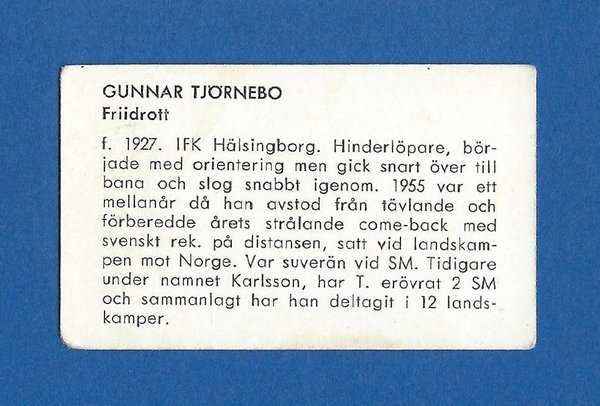 GUNNAR TJÖRNEBO
Friidrott
f. 1927. IFK Hälsingborg. Hinderlöpare, bör-
jade med orientering men gick snart över till
bana och slog snabbt igenom. 1955 var ett
mellanår då han avstod från tävlande och
förberedde årets strålande come-back med
svenskt rek. på distansen, satt vid landskam-
pen mot Norge. Var suverän vid SM. Tidigare
under namnet Karlsson, har T. erövrat 2 SM
och sammanlagt har han deltagit i 12 lands-
kamper.